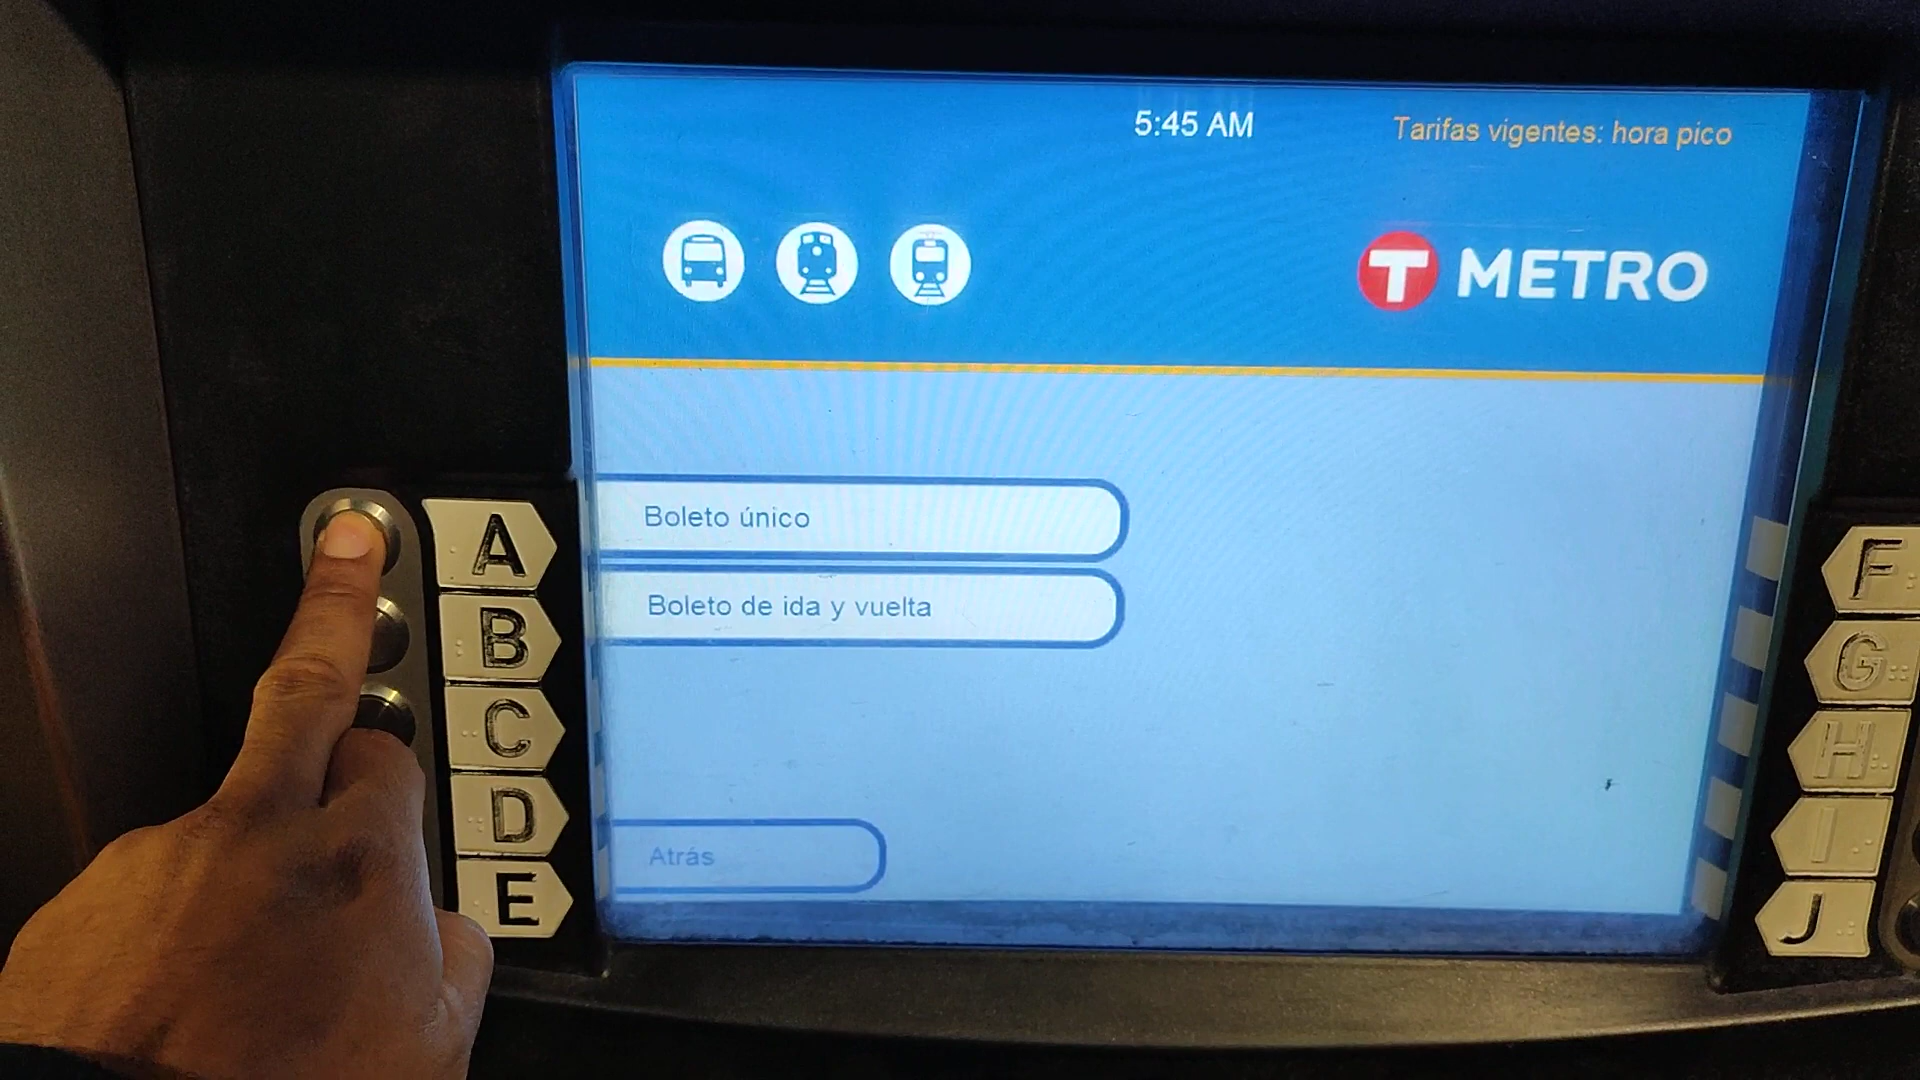 5:45 AM
Tarifas vigentes: hora pico
T METRO
A
Boleto único
B
Boleto de ida y vuelta
C
D
Atrás
E
F
G
H
I
J